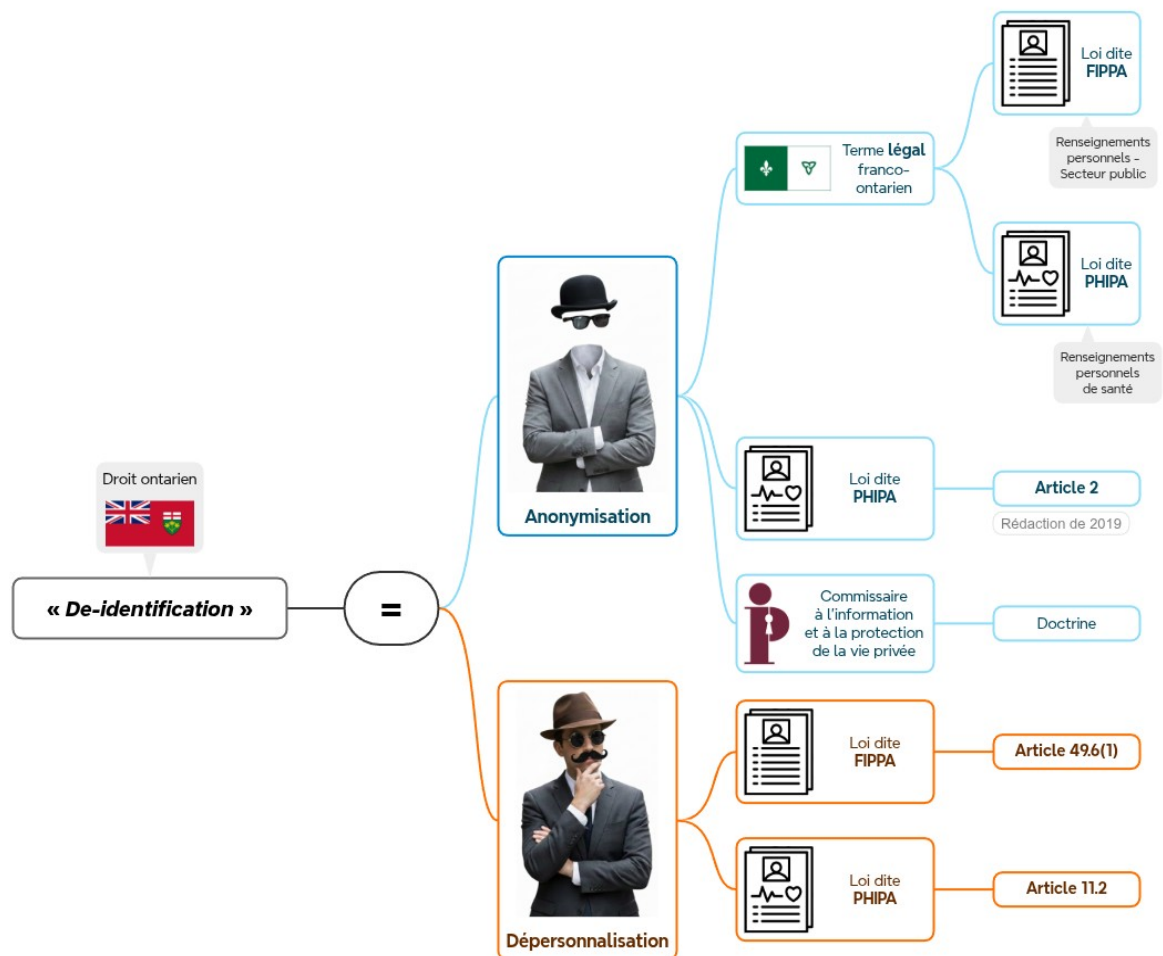 Droit ontarien
« De-identification »
=
Anonymisation
Terme légal
franco-
ontarien
Loi dite
FIPPA
Renseignements
personnels -
Secteur public
Loi dite
PHIPA
Renseignements
personnels
de santé
Loi dite
PHIPA
Article 2
Rédaction de 2019
Commissaire
à l'information
et à la protection
de la vie privée
Doctrine
Dépersonnalisation
Loi dite
FIPPA
Article 49.6(1)
Loi dite
PHIPA
Article 11.2